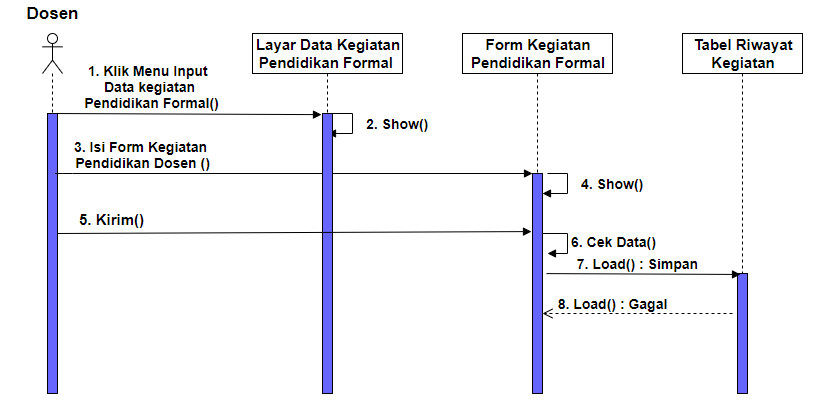 Dosen
Layar Data Kegiatan
Pendidikan Formal
Form Kegiatan
Pendidikan Formal
Tabel Riwayat
Kegiatan
1. Klik Menu Input
Data kegiatan
Pendidikan Formal()
2. Show()
3. Isi Form Kegiatan
Pendidikan Dosen ()
4. Show()
5. Kirim()
6. Cek Data()
7. Load() : Simpan
8. Load() : Gagal